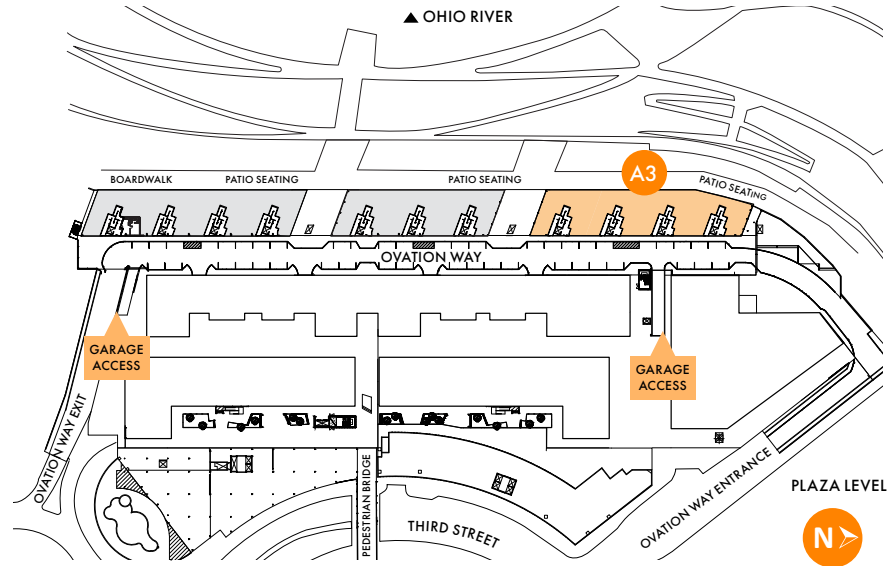 ▲ OHIO RIVER
A3
BOARDWALK
PATIO SEATING
PATIO SEATING
PATIO SEATING
OVATION WAY
GARAGE
ACCESS
GARAGE
ACCESS
OVATION WAY EXIT
PEDESTRIAN BRIDGE
THIRD STREET
OVATION WAY ENTRANCE
PLAZA LEVEL
N